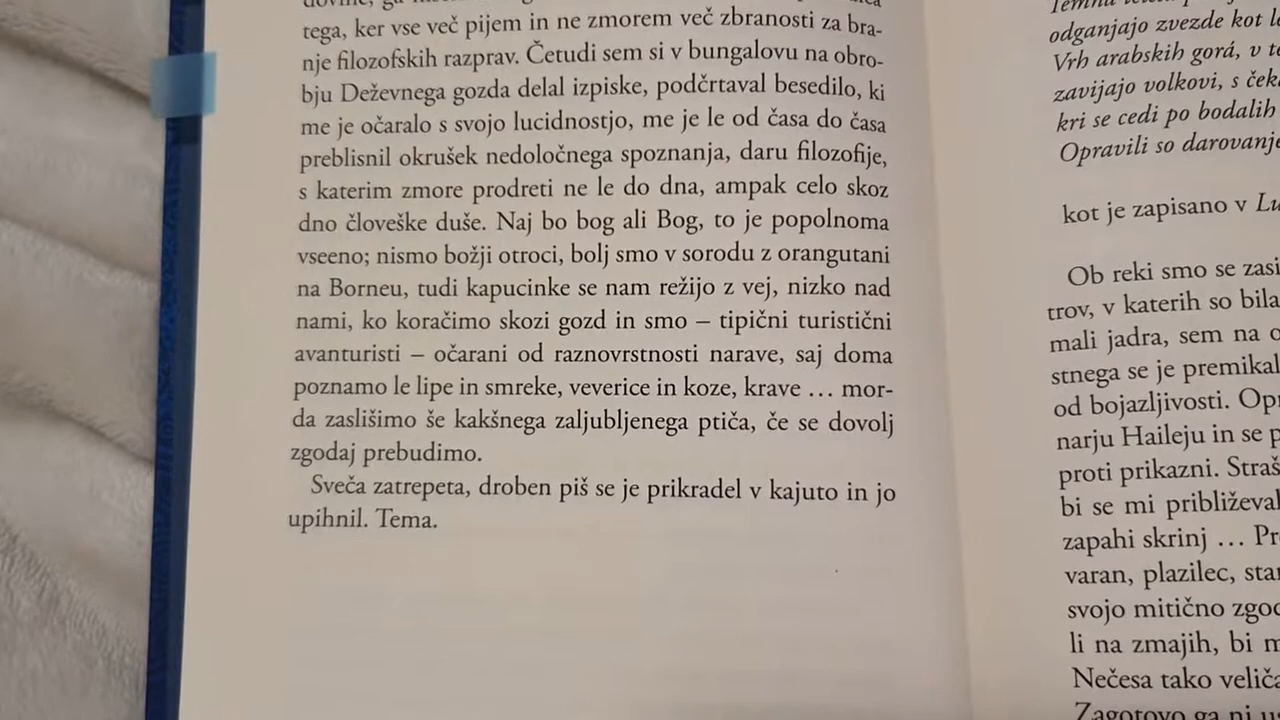 tega, ker vse več pijem in ne zmorem več zbranosti za bra-
nje filozofskih razprav. Četudi sem si v bungalovu na obro-
bju Deževnega gozda delal izpiske, podčrtaval besedilo, ki
me je očaralo s svojo lucidnostjo, me je le od časa do časa
preblisnil okrušek nedoločnega spoznanja, daru filozofije,
s katerim zmore prodreti ne le do dna, ampak celo skoz
dno človeške duše. Naj bo bog ali Bog, to je popolnoma
vseeno; nismo božji otroci, bolj smo v sorodu z orangutani
na Borneu, tudi kapucinke se nam režijo z vej, nizko nad
nami, ko koračimo skozi gozd in smo – tipični turistični
avanturisti – očarani od raznovrstnosti narave, saj doma
poznamo le lipe in smreke, veverice in koze, krave … mor-
da zaslišimo še kakšnega zaljubljenega ptiča, če se dovolj
zgodaj prebudimo.
Sveča zatrepeta, droben piš se je prikradel v kajuto in jo
upihnil. Tema.
odganjajo zvezde kot
Vrh arabskih gorá, v
zavijajo volkovi, s
kri se cedi po bodalih
Opravili so darovanje
kot je zapisano v
Ob reki smo se
trov, v katerih so bila
mali jadra, sem na
stnega se je
od bojazljivosti.
narju Haileju in se
proti prikazni.
bi se mi
zapahi skrinj …
varan, plazilec,
svojo mitično
li na zmajih, bi
Nečesa tako
Zagotovo ga ni